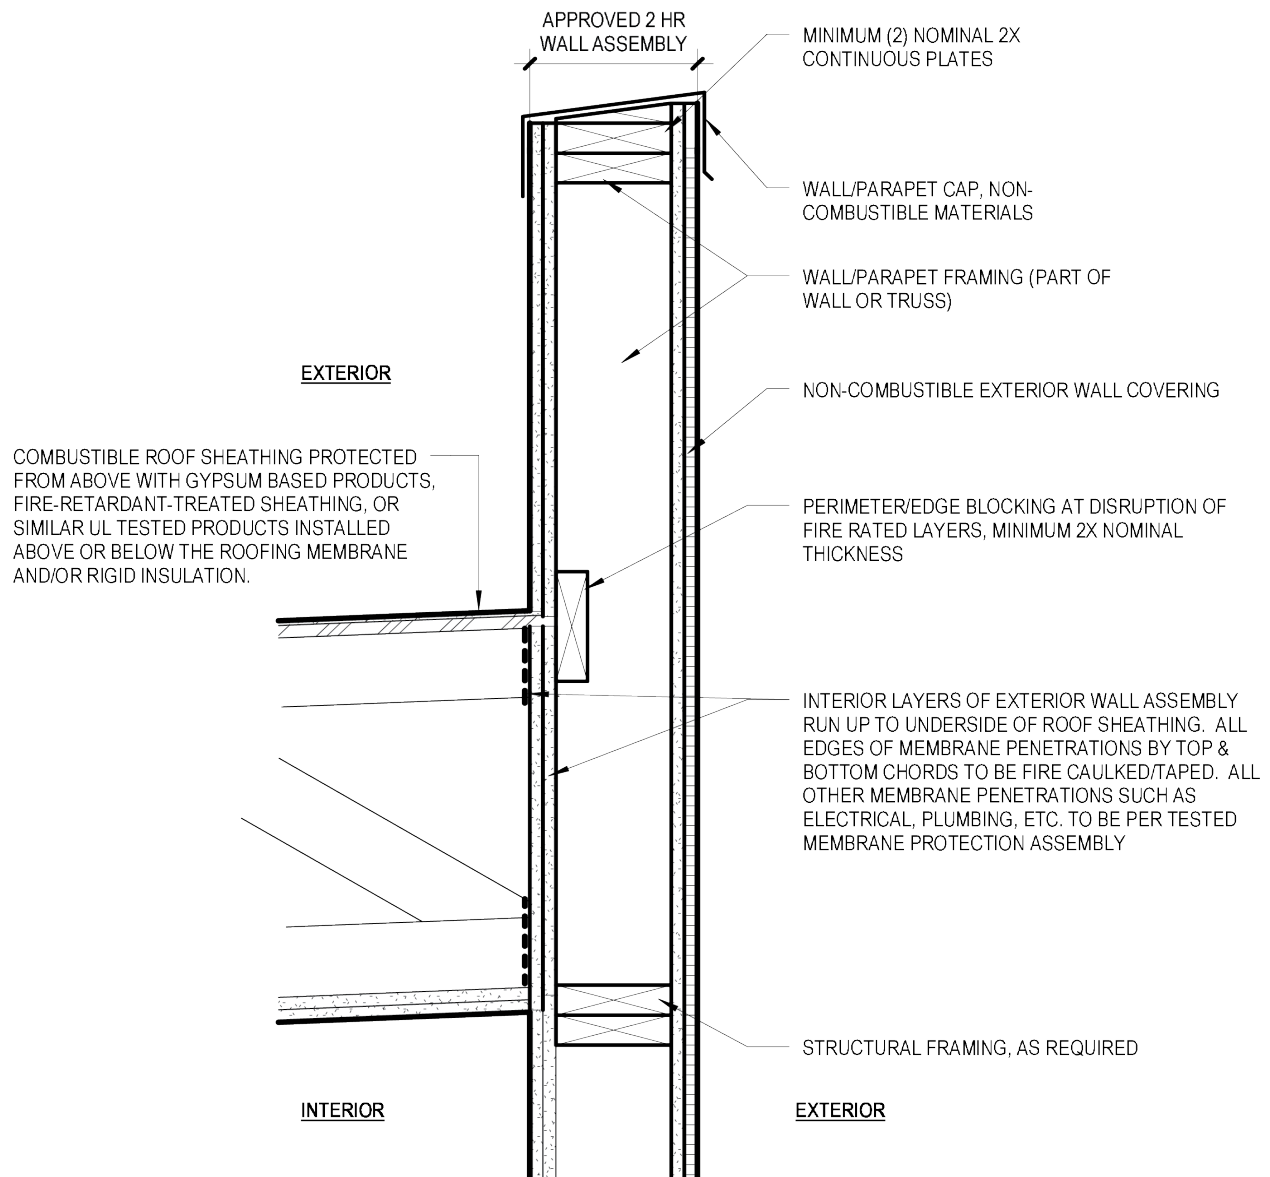 APPROVED 2 HR
WALL ASSEMBLY
MINIMUM (2) NOMINAL 2X
CONTINUOUS PLATES
WALL/PARAPET CAP, NON-
COMBUSTIBLE MATERIALS
WALL/PARAPET FRAMING (PART OF
WALL OR TRUSS)
EXTERIOR
NON-COMBUSTIBLE EXTERIOR WALL COVERING
COMBUSTIBLE ROOF SHEATHING PROTECTED
FROM ABOVE WITH GYPSUM BASED PRODUCTS,
FIRE-RETARDANT-TREATED SHEATHING, OR
SIMILAR UL TESTED PRODUCTS INSTALLED
ABOVE OR BELOW THE ROOFING MEMBRANE
AND/OR RIGID INSULATION.
PERIMETER/EDGE BLOCKING AT DISRUPTION OF
FIRE RATED LAYERS, MINIMUM 2X NOMINAL
THICKNESS
INTERIOR LAYERS OF EXTERIOR WALL ASSEMBLY
RUN UP TO UNDERSIDE OF ROOF SHEATHING. ALL
EDGES OF MEMBRANE PENETRATIONS BY TOP &
BOTTOM CHORDS TO BE FIRE CAULKED/TAPED. ALL
OTHER MEMBRANE PENETRATIONS SUCH AS
ELECTRICAL, PLUMBING, ETC. TO BE PER TESTED
MEMBRANE PROTECTION ASSEMBLY
STRUCTURAL FRAMING, AS REQUIRED
INTERIOR
EXTERIOR